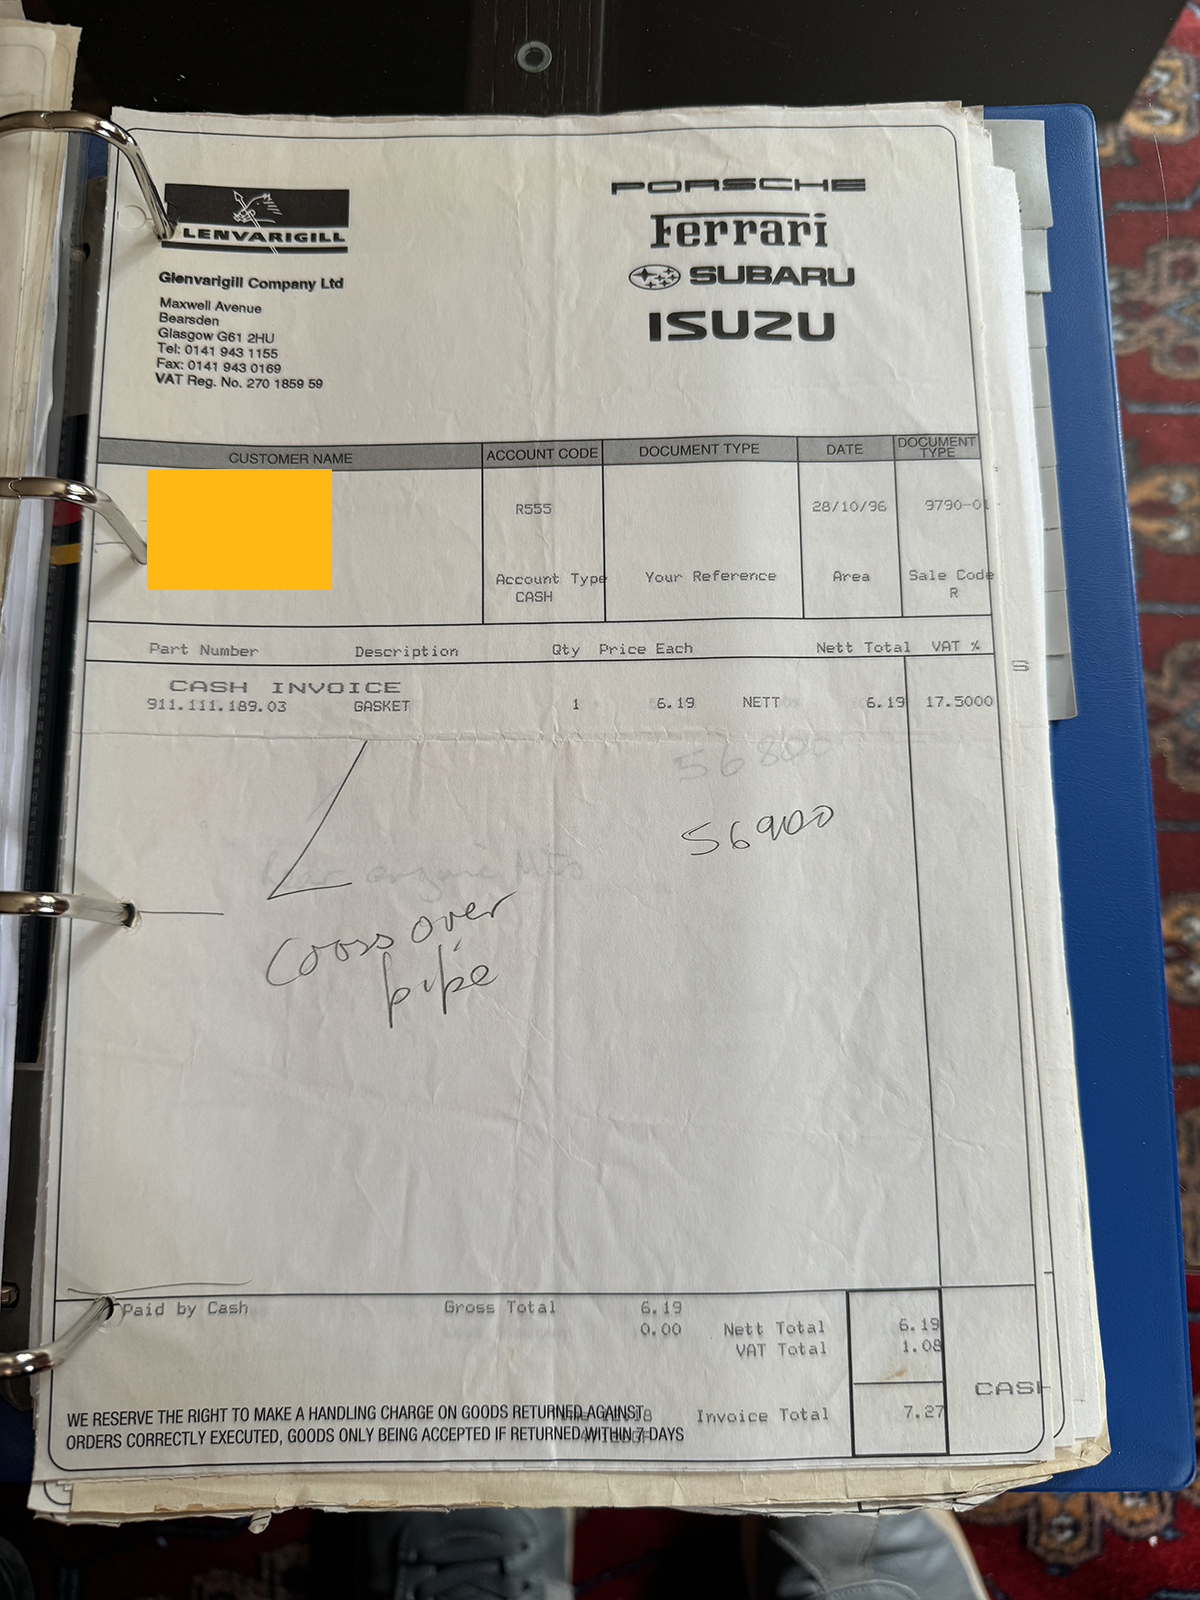 LENVARIGILL
PORSCHE
Ferrari
SUBARU
ISUZU
Glenvarigill Company Ltd
Maxwell Avenue
Bearsden
Glasgow G61 2HU
Tel: 0141 943 1155
Fax: 0141 943 0169
VAT Reg. No. 270 1859 59
CUSTOMER NAME ACCOUNT CODE DOCUMENT TYPE DATE DOCUMENT TYPE
R555 28/10/96 9790-01
Account Type Your Reference Area Sale Code
CASH R
Part Number Description Qty Price Each Nett Total VAT %
S
CASH INVOICE
911.111.189.03 GASKET 1 6.19 NETT 6.19 17.5000
56800
56900
Cross over
pipe
Paid by Cash Gross Total 6.19
0.00 Nett Total 6.19
VAT Total 1.08
CASH
Invoice Total 7.27
WE RESERVE THE RIGHT TO MAKE A HANDLING CHARGE ON GOODS RETURNED AGAINST
ORDERS CORRECTLY EXECUTED, GOODS ONLY BEING ACCEPTED IF RETURNED WITHIN 7 DAYS